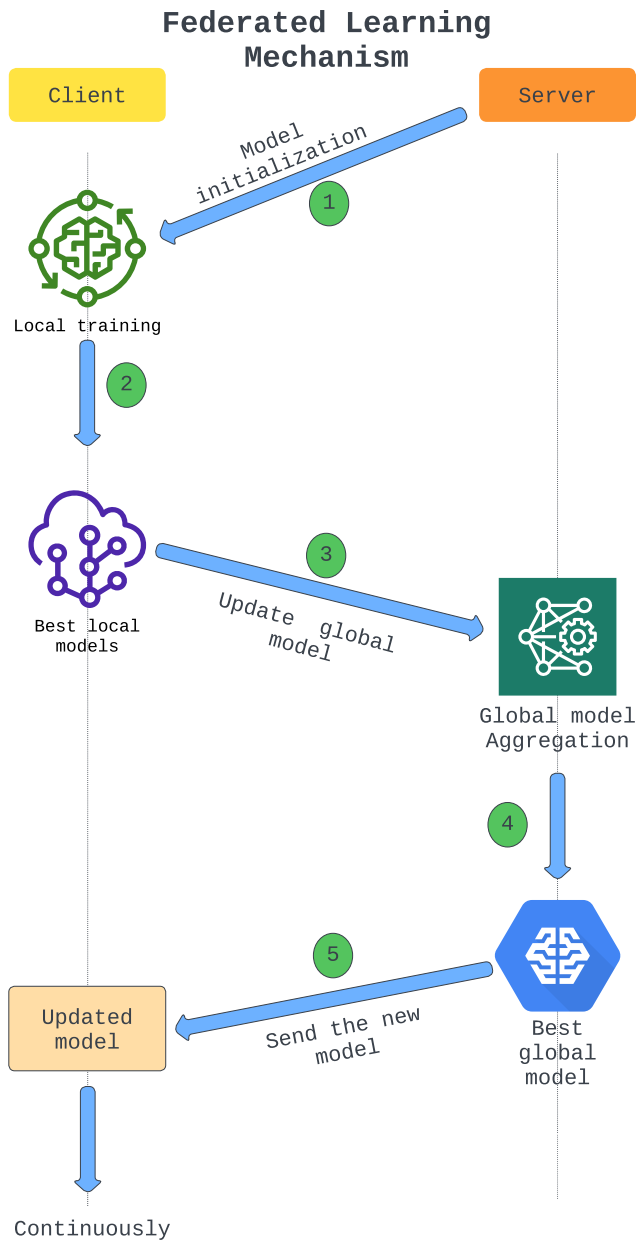 Federated Learning
Mechanism
Client
Server
Model
initialization
1
Local training
2
3
Best local
models
Update global
model
Global model
Aggregation
4
5
Updated
model
Send the new
model
Best
global
model
Continuously